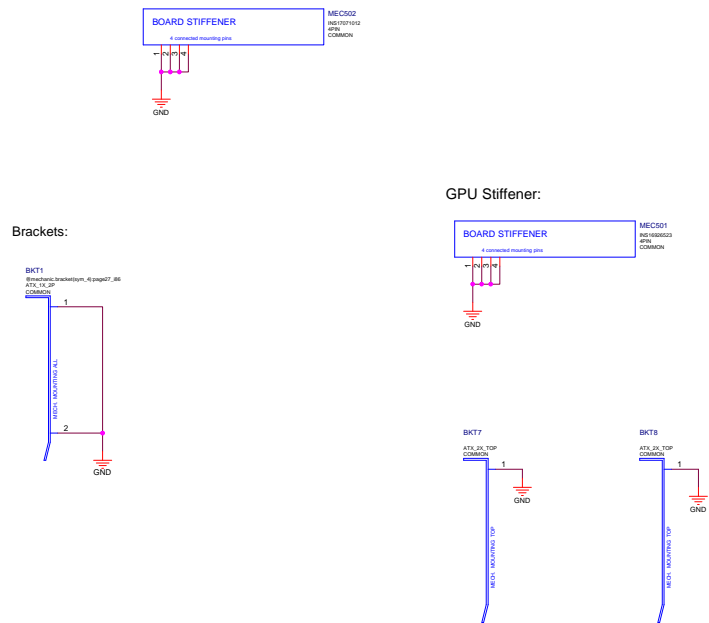 BOARD STIFFENER
4 connected mounting pins
MEC502
INS17071012
4PIN
COMMON
1
2
3
4
GND
GPU Stiffener:
BOARD STIFFENER
4 connected mounting pins
MEC501
INS16926523
4PIN
COMMON
1
2
3
4
GND
Brackets:
BKT1
@mechanic.bracket(sym_4):page27_i86
ATX_1X_2P
COMMON
1
MECH. MOUNTING ALL
2
GND
BKT7
ATX_2X_TOP
COMMON
1
GND
MECH. MOUNTING TOP
BKT8
ATX_2X_TOP
COMMON
1
GND
MECH. MOUNTING TOP